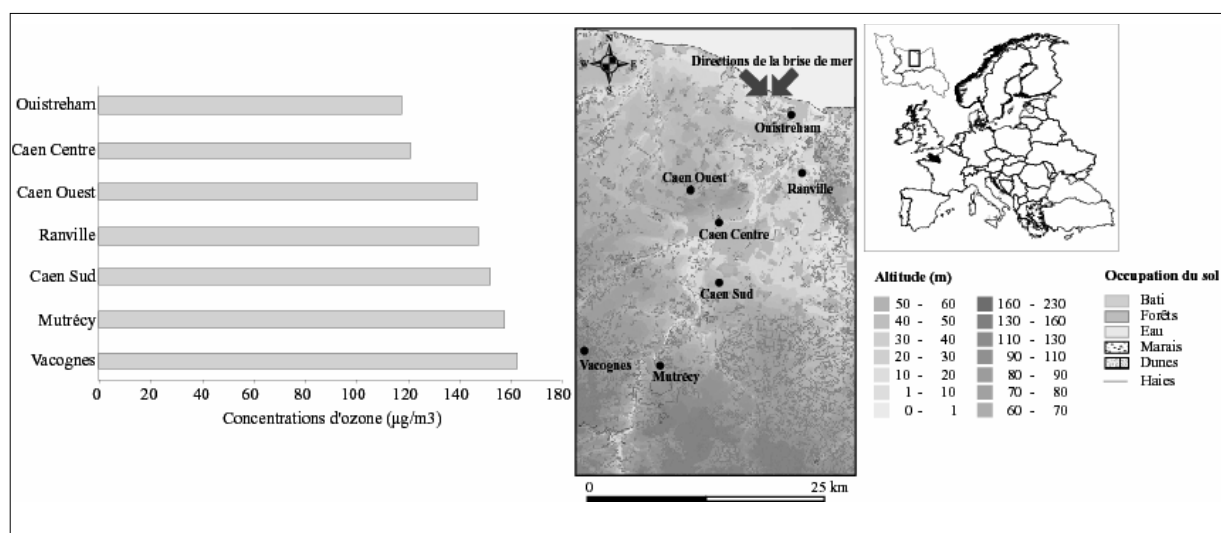 Ouistreham
Caen Centre
Caen Ouest
Ranville
Caen Sud
Mutrécy
Vacognes
0 20 40 60 80 100 120 140 160 180
Concentrations d'ozone (µg/m3)
N
W E
S
Directions de la brise de mer
Ouistreham
Caen Ouest
Ranville
Caen Centre
Caen Sud
Vacognes
Mutrécy
0 25 km
Altitude (m)
50 - 60
40 - 50
30 - 40
20 - 30
10 - 20
1 - 10
0 - 1
160 - 230
130 - 160
110 - 130
90 - 110
80 - 90
70 - 80
60 - 70
Occupation du sol
Bati
Forêts
Eau
Marais
Dunes
Haies